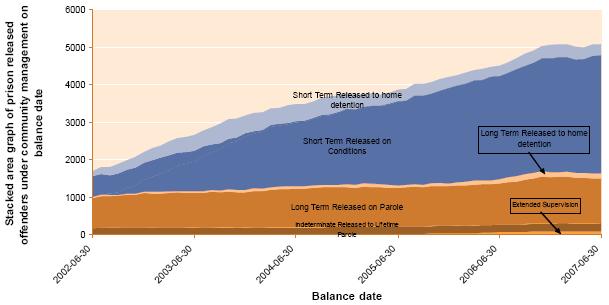 Stacked area graph of prison released
offenders under community management on
balance date
6000
5000
4000
3000
2000
1000
0
Short Term Released to home
detention
Short Term Released on
Conditions
Long Term Released to home
detention
Long Term Released on Parole
Extended Supervision
Indeterminate Released to Lifetime
Parole
2002-06-30
2003-06-30
2004-06-30
2005-06-30
2006-06-30
2007-06-30
Balance date